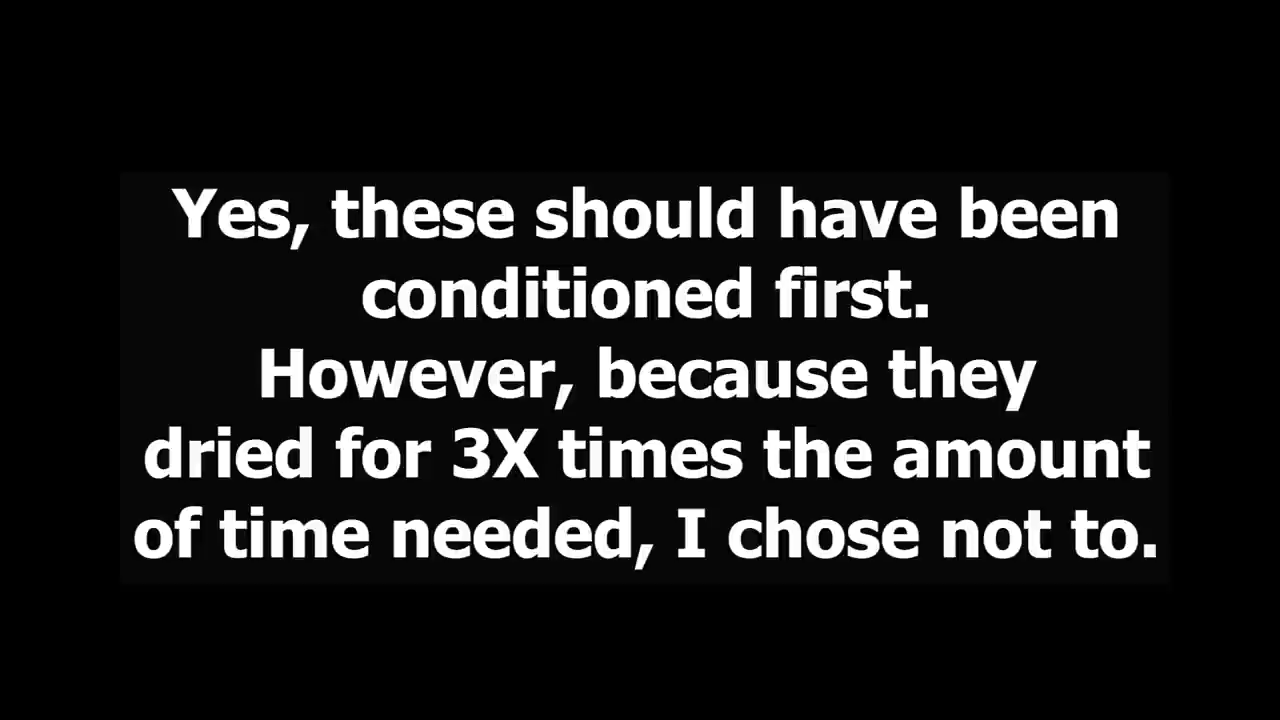 Yes, these should have been
conditioned first.
However, because they
dried for 3X times the amount
of time needed, I chose not to.